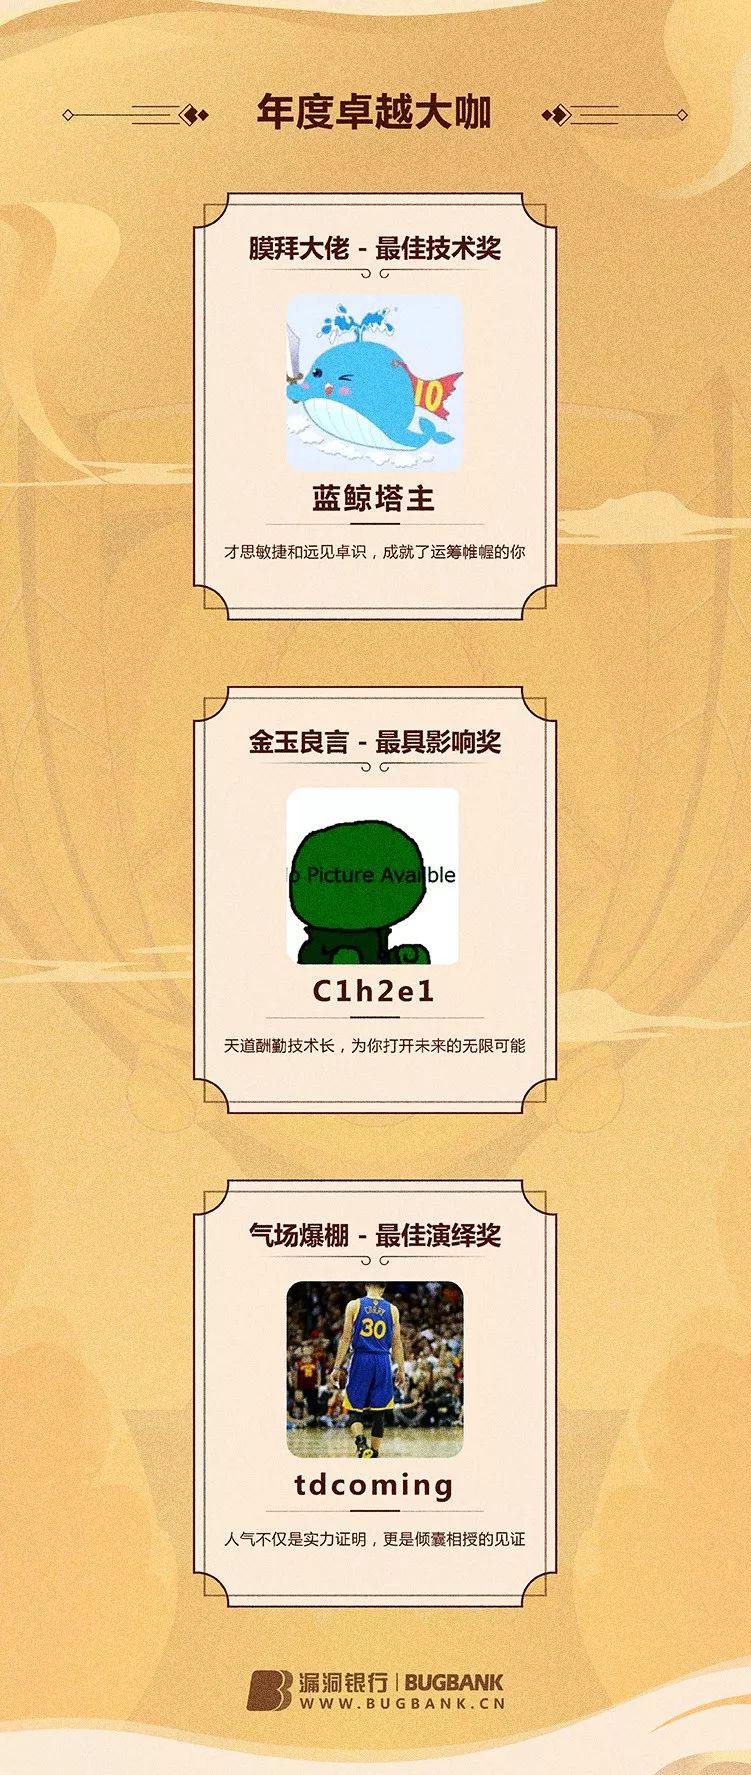 年度卓越大咖
膜拜大佬 - 最佳技术奖
10
蓝鲸塔主
才思敏捷和远见卓识，成就了运筹帷幄的你
金玉良言 - 最具影响奖
o Picture Availble
C1h2e1
天道酬勤技术长，为你打开未来的无限可能
气场爆棚 - 最佳演绎奖
CURRY
30
tdcoming
人气不仅是实力证明，更是倾囊相授的见证
漏洞银行 | BUGBANK
WWW.BUGBANK.CN